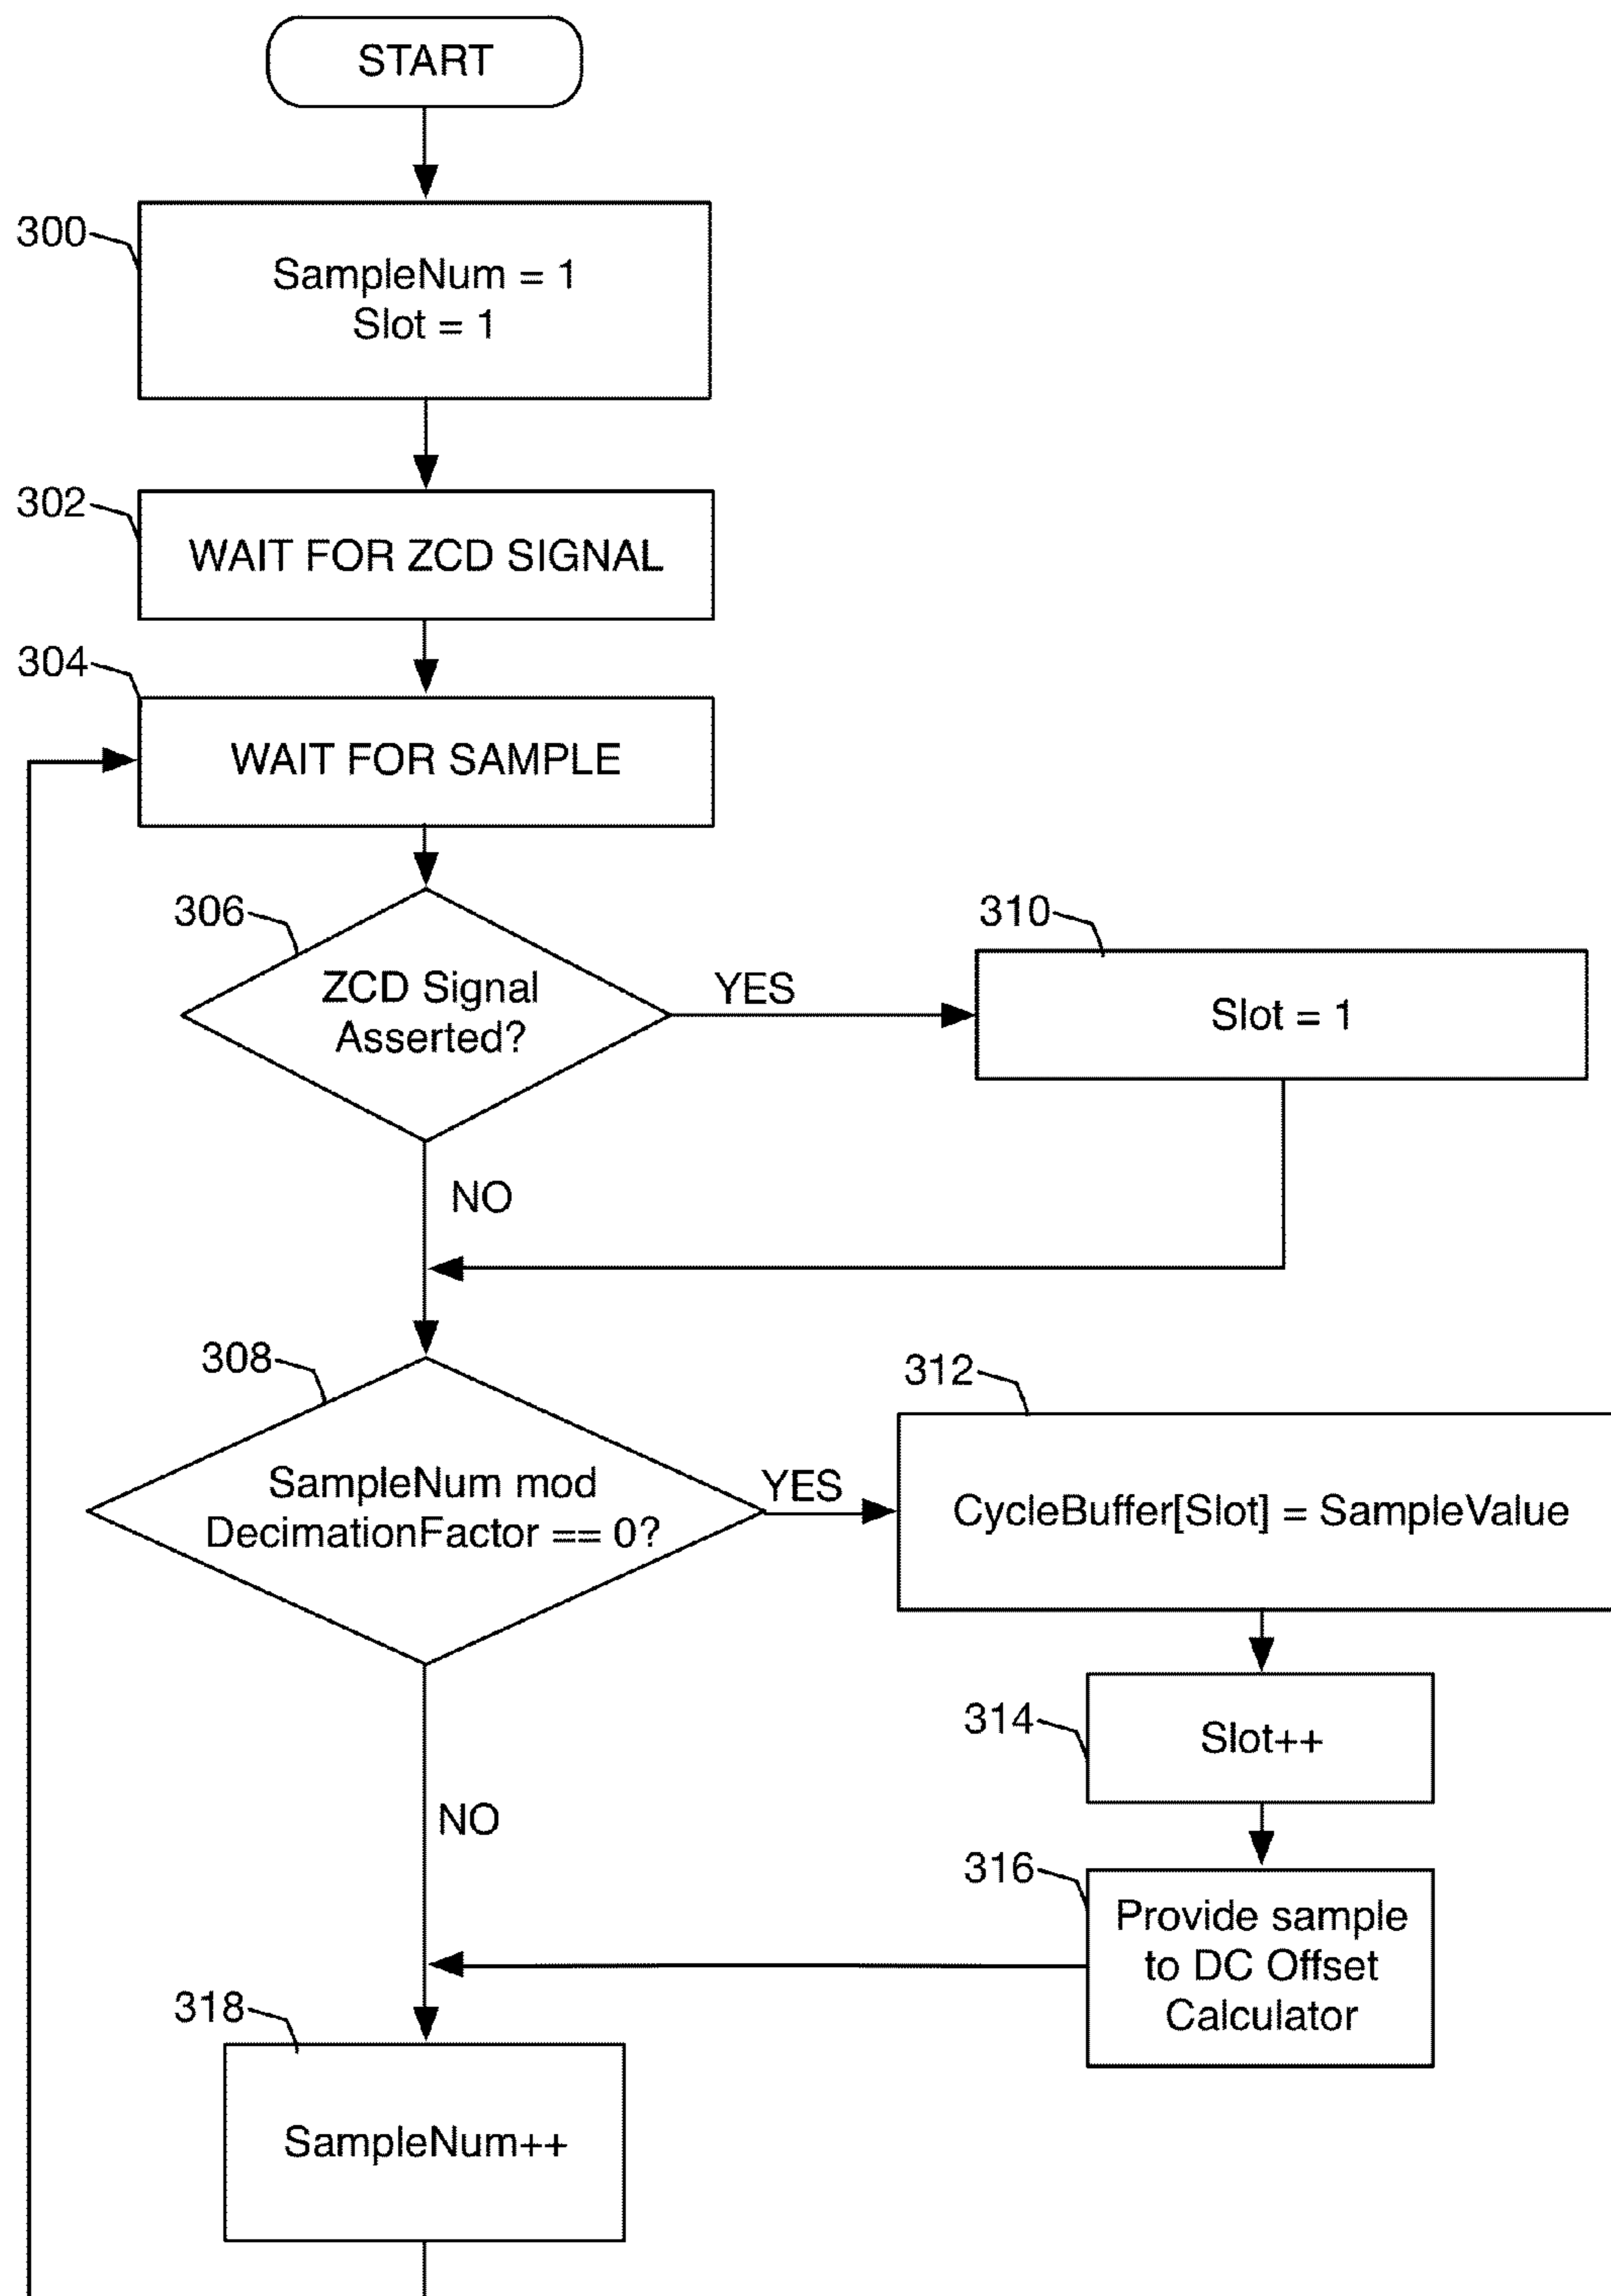 START
300
SampleNum = 1
Slot = 1
302
WAIT FOR ZCD SIGNAL
304
WAIT FOR SAMPLE
306
ZCD Signal
Asserted?
YES
310
Slot = 1
NO
308
SampleNum mod
DecimationFactor == 0?
YES
312
CycleBuffer[Slot] = SampleValue
314
Slot++
NO
316
Provide sample
to DC Offset
Calculator
318
SampleNum++